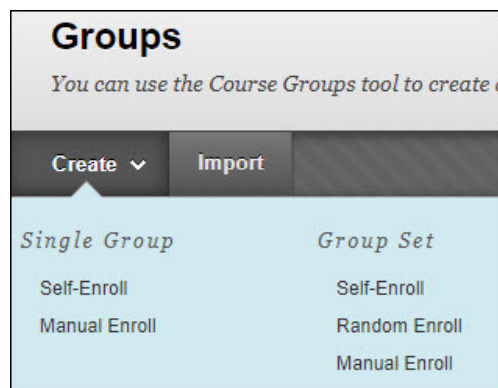 Groups
You can use the Course Groups tool to create
Create
Import
Single Group
Self-Enroll
Manual Enroll
Group Set
Self-Enroll
Random Enroll
Manual Enroll